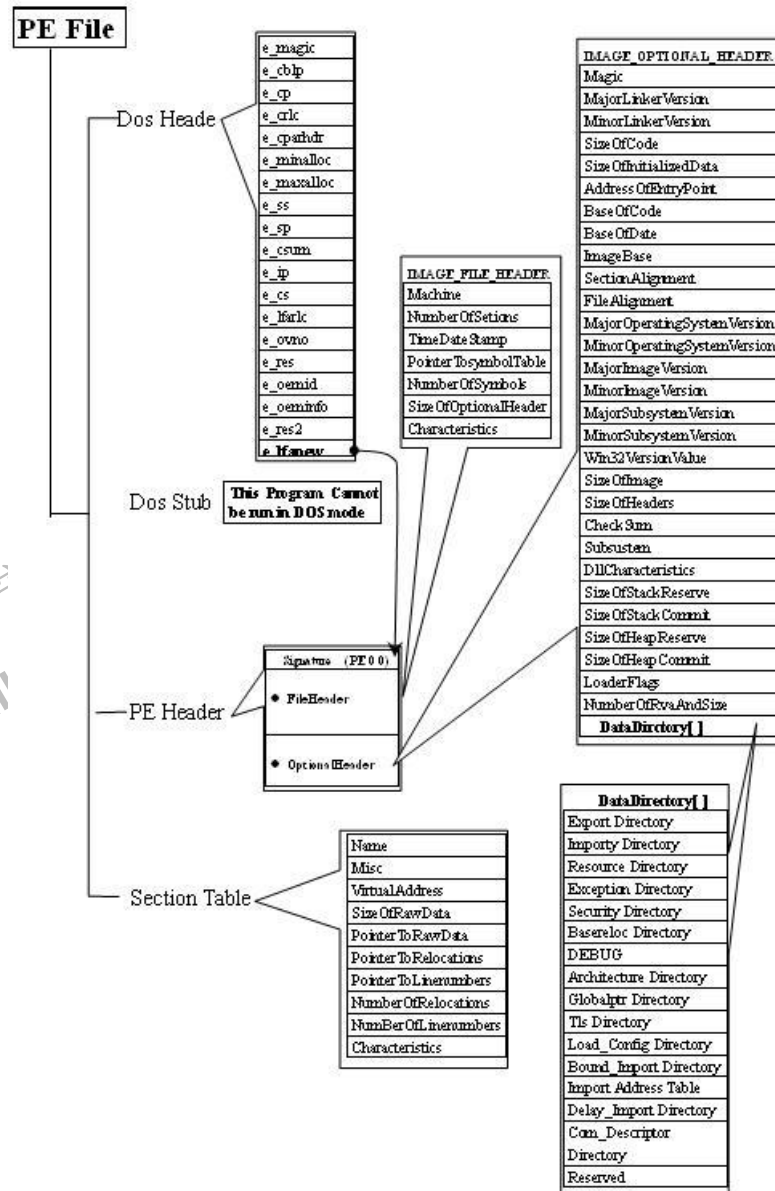 PE File
Dos Heade
e_magic
e_cblp
e_cp
e_crlc
e_cparhdr
e_minalloc
e_maxalloc
e_ss
e_sp
e_csum
e_ip
e_cs
e_lfarlc
e_ovno
e_res
e_oemid
e_oeminfo
e_res2
e_lfanew
Dos Stub
This Program Cannot
be run in DOS mode
PE Header
Signature (PE 0 0)
FileHeader
OptionalHeader
IMAGE_FILE_HEADER
Machine
NumberOfSetions
TimeDateStamp
PointerTosymbolTable
NumberOfSymbols
SizeOfOptionalHeader
Characteristics
IMAGE_OPTIONAL_HEADER
Magic
MajorLinkerVersion
MinorLinkerVersion
SizeOfCode
SizeOfInitializedData
AddressOfEntryPoint
BaseOfCode
BaseOfDate
ImageBase
SectionAlignment
FileAlignment
MajorOperatingSystemVersion
MinorOperatingSystemVersion
MajorImageVersion
MinorImageVersion
MajorSubsystemVersion
MinorSubsystemVersion
Win32VersionValue
SizeOfImage
SizeOfHeaders
CheckSum
Subsustem
DllCharacteristics
SizeOfStackReserve
SizeOfStackCommit
SizeOfHeapReserve
SizeOfHeapCommit
LoaderFlags
NumberOfRvaAndSize
DataDirctory[ ]
DataDirectory[ ]
Export Directory
Importy Directory
Resource Directory
Exception Directory
Security Directory
Basereloc Directory
DEBUG
Architecture Directory
Globalptr Directory
Tls Directory
Load_Config Directory
Bound_Import Directory
Import Address Table
Delay_Import Directory
Com_Descriptor
Directory
Reserved
Section Table
Name
Misc
VirtualAddress
SizeOfRawData
PointerToRawData
PointerToRelocations
PointerToLinenumbers
NumberOfRelocations
NumBerOfLinenumbers
Characteristics